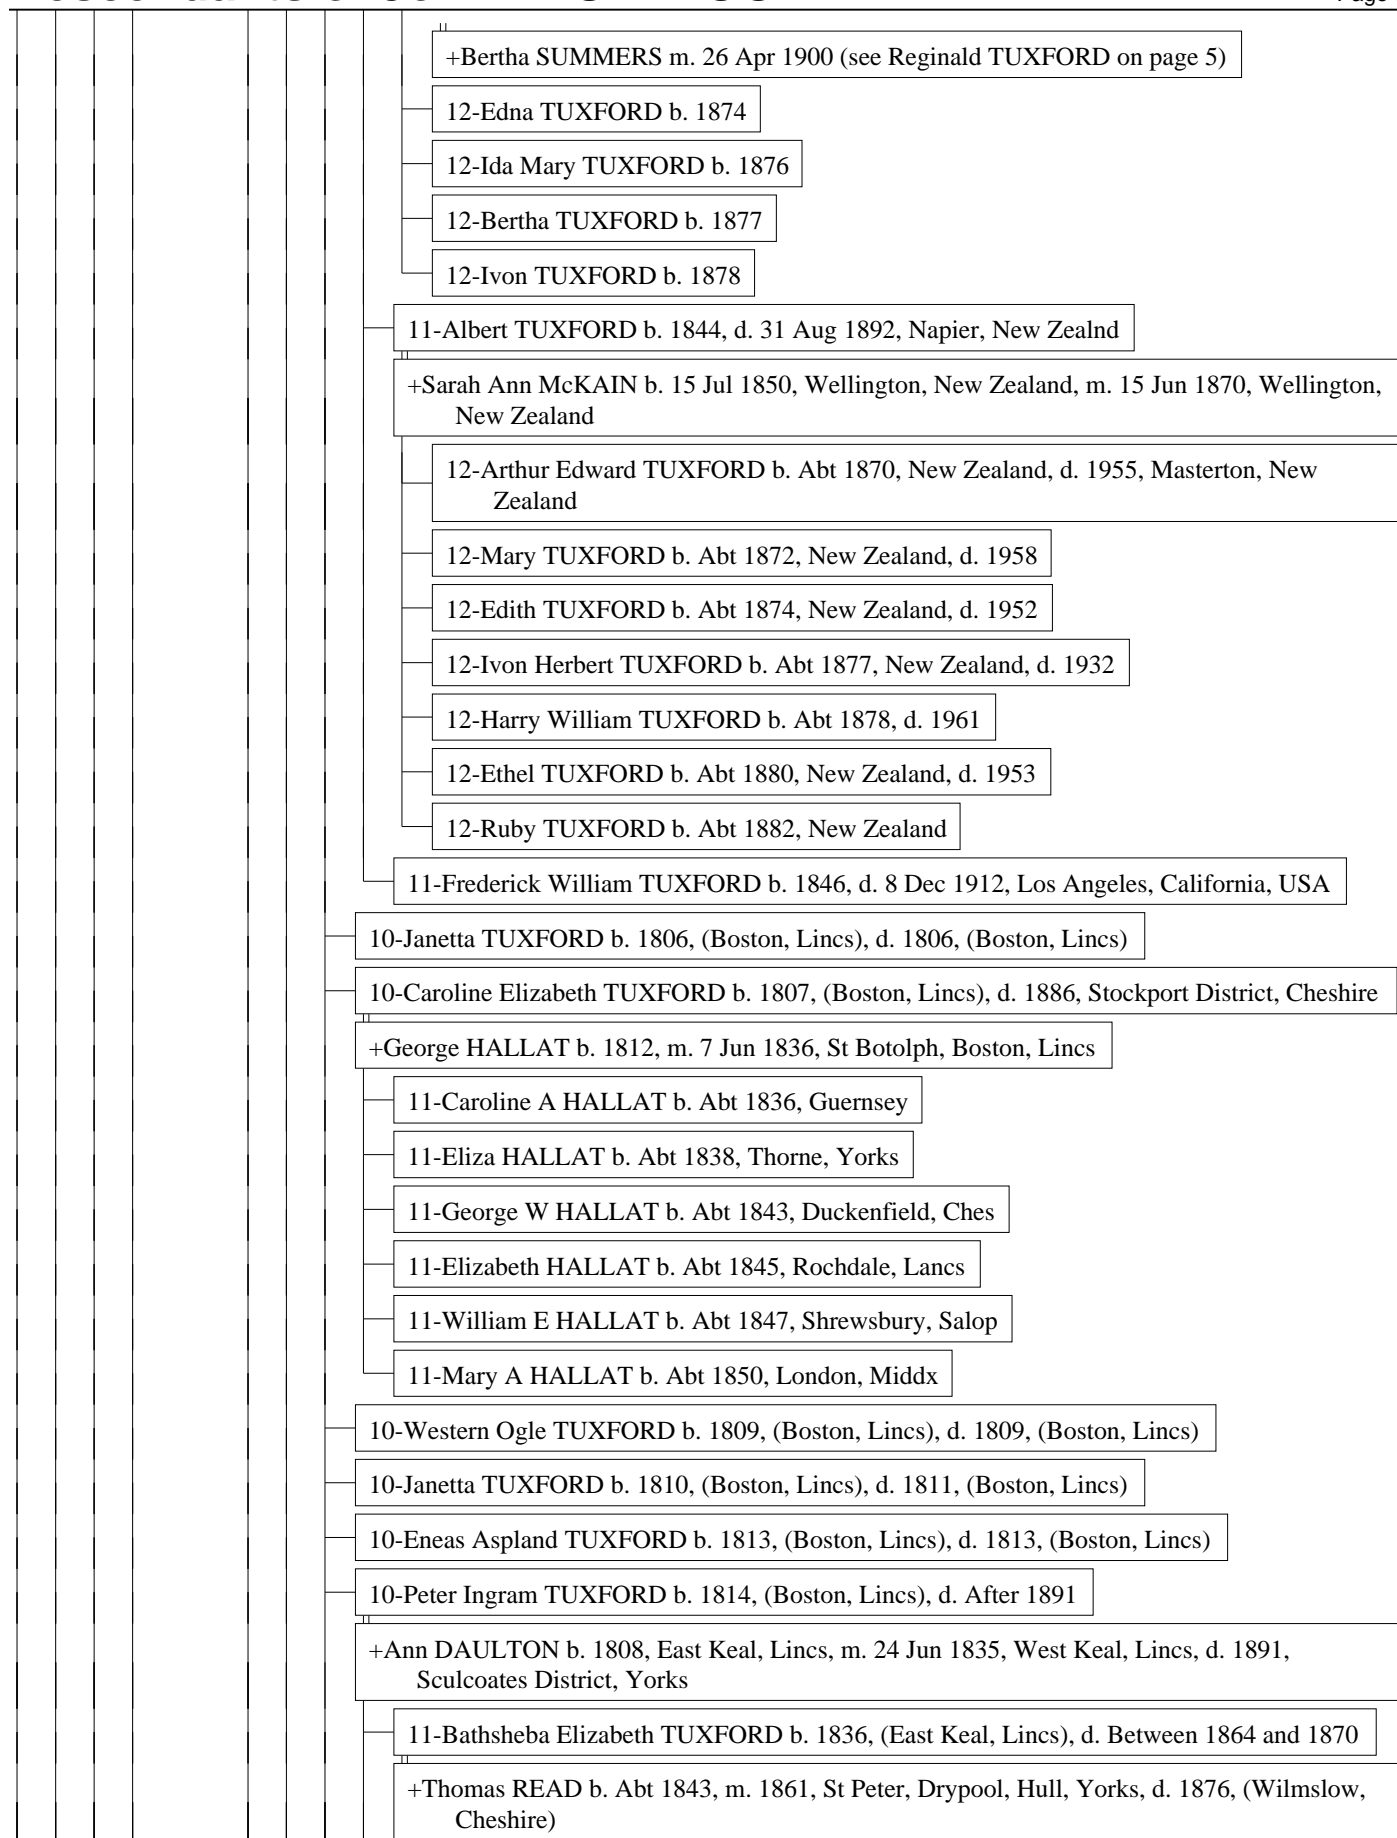 Page
+Bertha SUMMERS m. 26 Apr 1900 (see Reginald TUXFORD on page 5)
12-Edna TUXFORD b. 1874
12-Ida Mary TUXFORD b. 1876
12-Bertha TUXFORD b. 1877
12-Ivon TUXFORD b. 1878
11-Albert TUXFORD b. 1844, d. 31 Aug 1892, Napier, New Zealnd
+Sarah Ann McKAIN b. 15 Jul 1850, Wellington, New Zealand, m. 15 Jun 1870, Wellington,
New Zealand
12-Arthur Edward TUXFORD b. Abt 1870, New Zealand, d. 1955, Masterton, New
Zealand
12-Mary TUXFORD b. Abt 1872, New Zealand, d. 1958
12-Edith TUXFORD b. Abt 1874, New Zealand, d. 1952
12-Ivon Herbert TUXFORD b. Abt 1877, New Zealand, d. 1932
12-Harry William TUXFORD b. Abt 1878, d. 1961
12-Ethel TUXFORD b. Abt 1880, New Zealand, d. 1953
12-Ruby TUXFORD b. Abt 1882, New Zealand
11-Frederick William TUXFORD b. 1846, d. 8 Dec 1912, Los Angeles, California, USA
10-Janetta TUXFORD b. 1806, (Boston, Lincs), d. 1806, (Boston, Lincs)
10-Caroline Elizabeth TUXFORD b. 1807, (Boston, Lincs), d. 1886, Stockport District, Cheshire
+George HALLAT b. 1812, m. 7 Jun 1836, St Botolph, Boston, Lincs
11-Caroline A HALLAT b. Abt 1836, Guernsey
11-Eliza HALLAT b. Abt 1838, Thorne, Yorks
11-George W HALLAT b. Abt 1843, Duckenfield, Ches
11-Elizabeth HALLAT b. Abt 1845, Rochdale, Lancs
11-William E HALLAT b. Abt 1847, Shrewsbury, Salop
11-Mary A HALLAT b. Abt 1850, London, Middx
10-Western Ogle TUXFORD b. 1809, (Boston, Lincs), d. 1809, (Boston, Lincs)
10-Janetta TUXFORD b. 1810, (Boston, Lincs), d. 1811, (Boston, Lincs)
10-Eneas Aspland TUXFORD b. 1813, (Boston, Lincs), d. 1813, (Boston, Lincs)
10-Peter Ingram TUXFORD b. 1814, (Boston, Lincs), d. After 1891
+Ann DAULTON b. 1808, East Keal, Lincs, m. 24 Jun 1835, West Keal, Lincs, d. 1891,
Sculcoates District, Yorks
11-Bathsheba Elizabeth TUXFORD b. 1836, (East Keal, Lincs), d. Between 1864 and 1870
+Thomas READ b. Abt 1843, m. 1861, St Peter, Drypool, Hull, Yorks, d. 1876, (Wilmslow,
Cheshire)